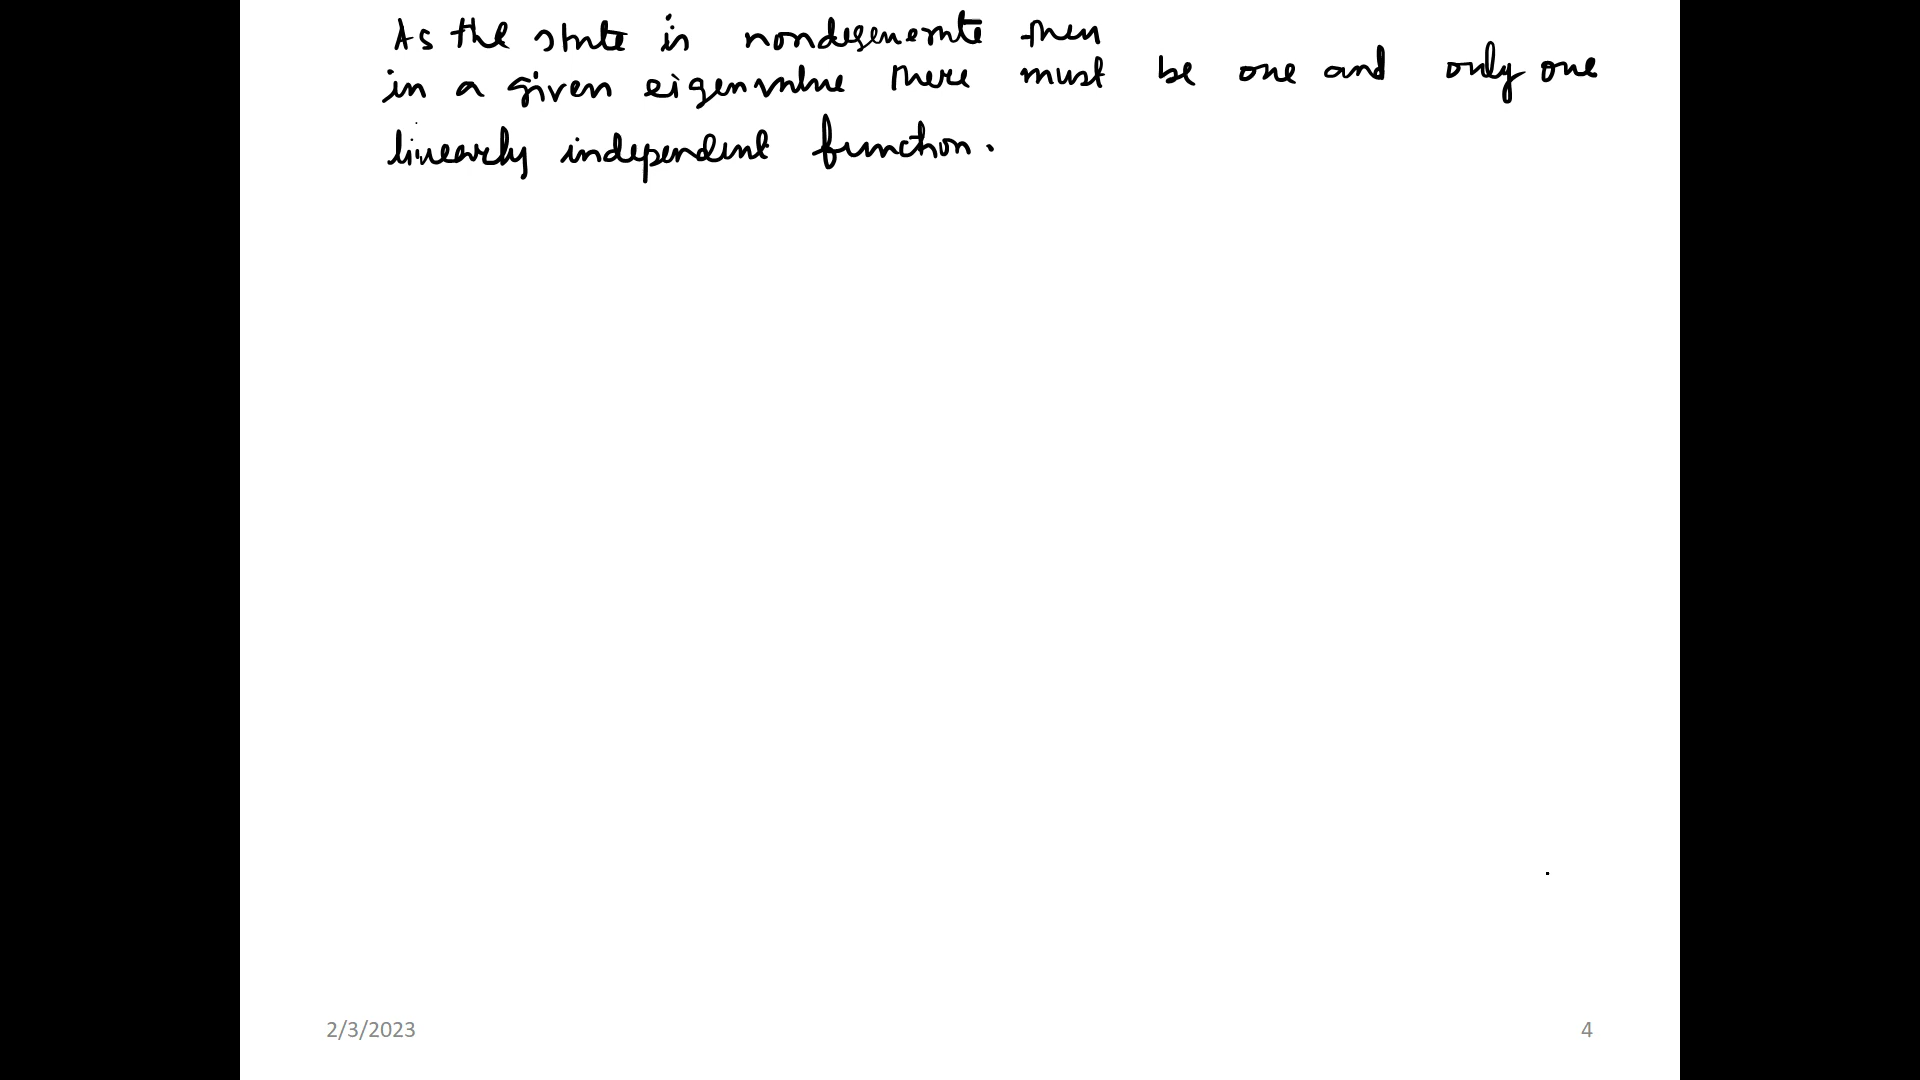 As the state is nondegenerate then
in a given eigenvalue there must be one and only one
linearly independent function.
2/3/2023
4